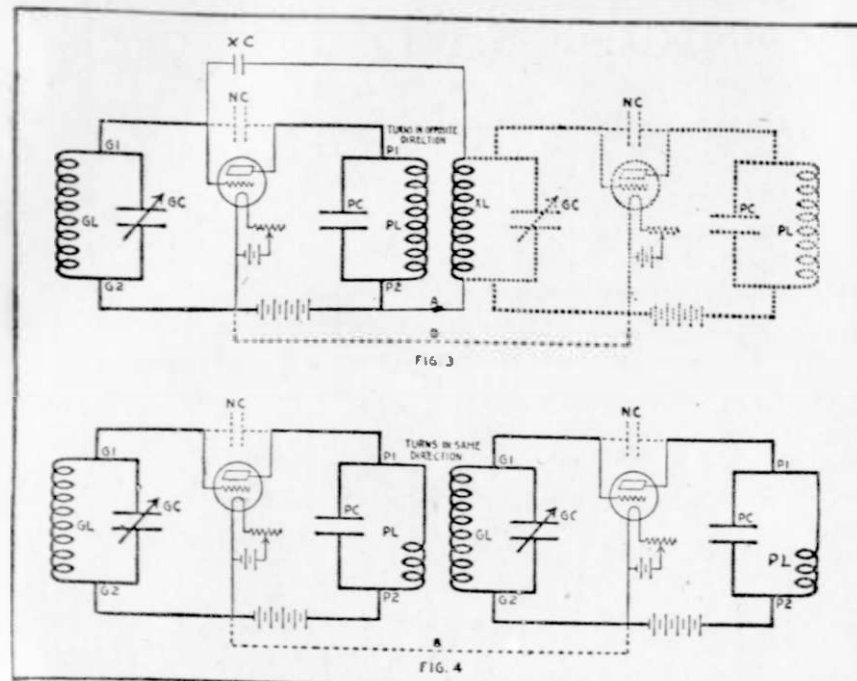 XC
NC
NC
TURNS IN OPPOSITE
DIRECTION
G1
P1
GL
GC
PC
PL
XL
GC
PC
PL
G2
P2
A
FIG. 3
NC
NC
TURNS IN SAME
DIRECTION
G1
P1
G1
P1
GL
GC
PC
PL
GL
GC
PC
PL
G2
P2
G2
P2
B
FIG. 4